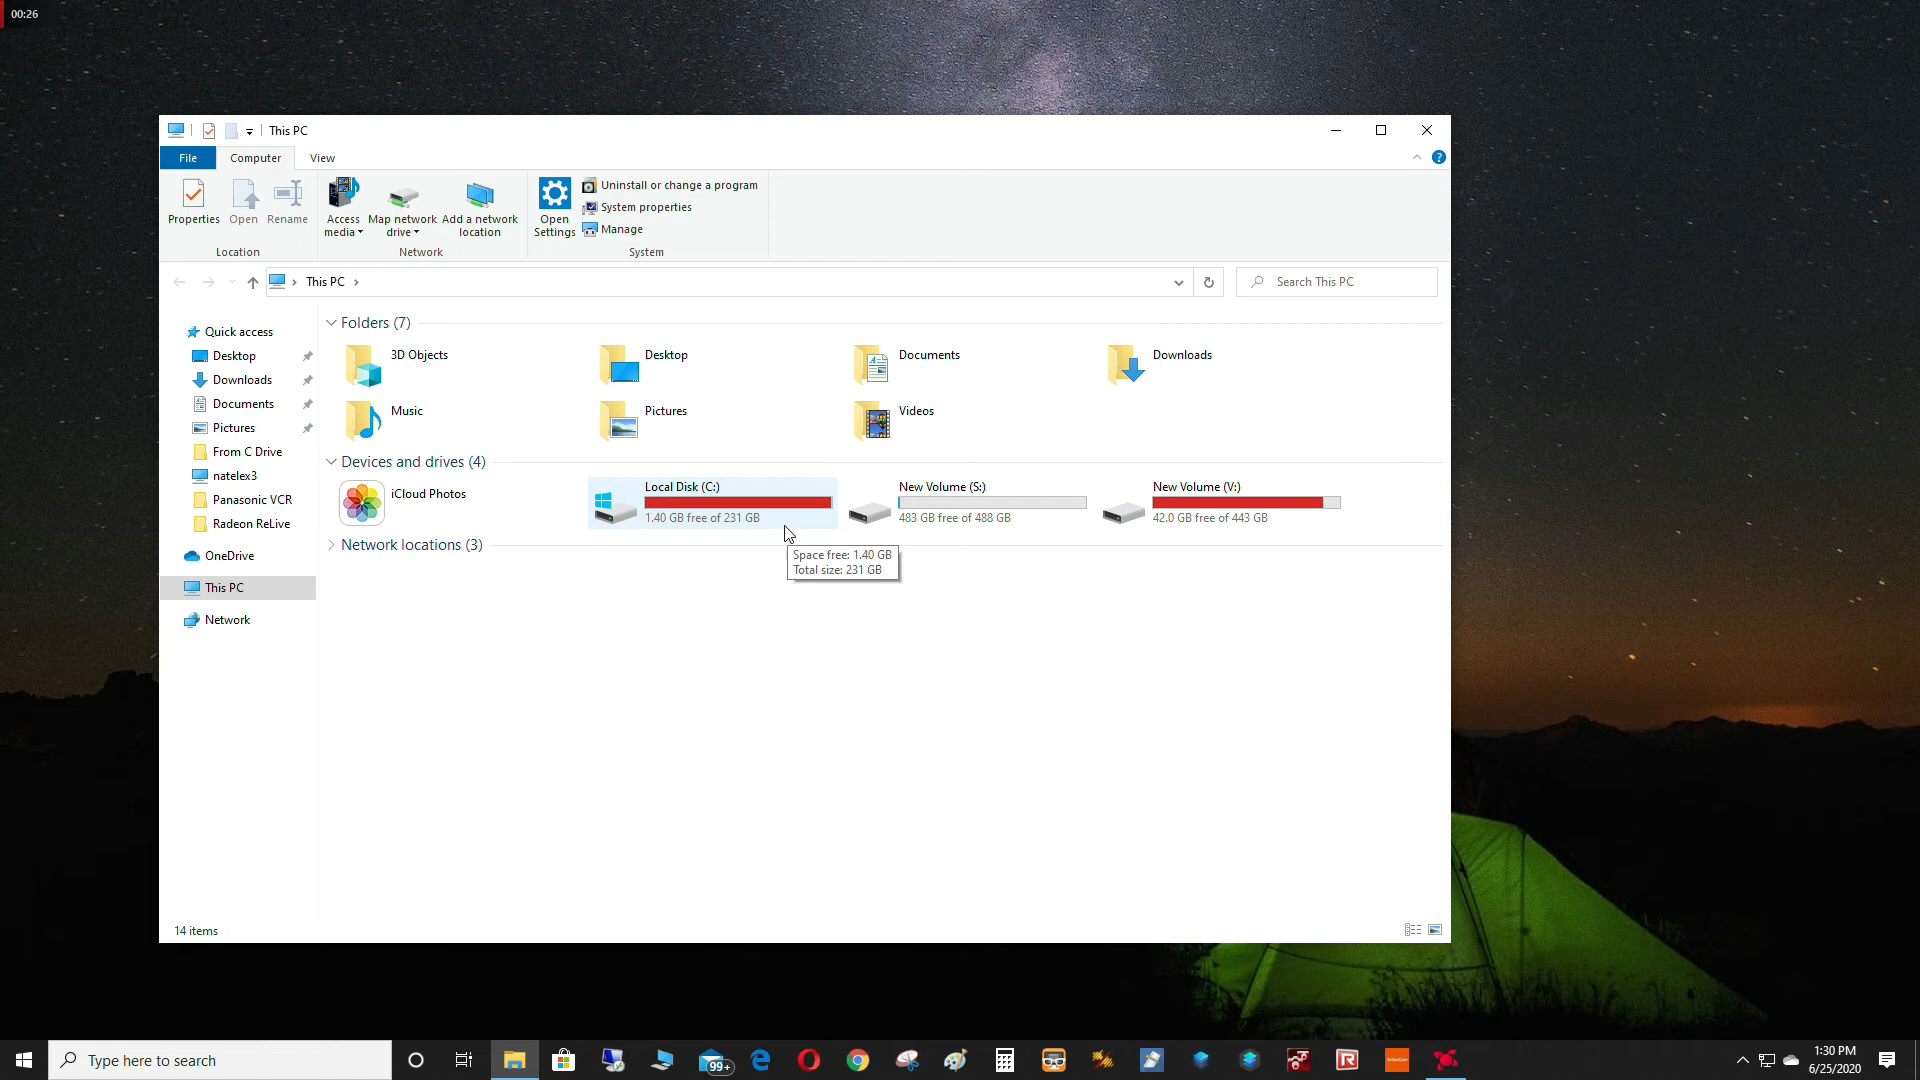 00:26
This PC
File Computer View
Properties Open Rename Access media Map network drive Add a network location Open Settings
Uninstall or change a program
System properties
Manage
Location Network System
This PC
Search This PC
Quick access
Desktop
Downloads
Documents
Pictures
From C Drive
natelex3
Panasonic VCR
Radeon ReLive
OneDrive
This PC
Network
Folders (7)
3D Objects Desktop Documents Downloads
Music Pictures Videos
Devices and drives (4)
iCloud Photos
Local Disk (C:)
1.40 GB free of 231 GB
New Volume (S:)
483 GB free of 488 GB
New Volume (V:)
42.0 GB free of 443 GB
Network locations (3)
Space free: 1.40 GB
Total size: 231 GB
14 items
Type here to search
99+
1:30 PM
6/25/2020